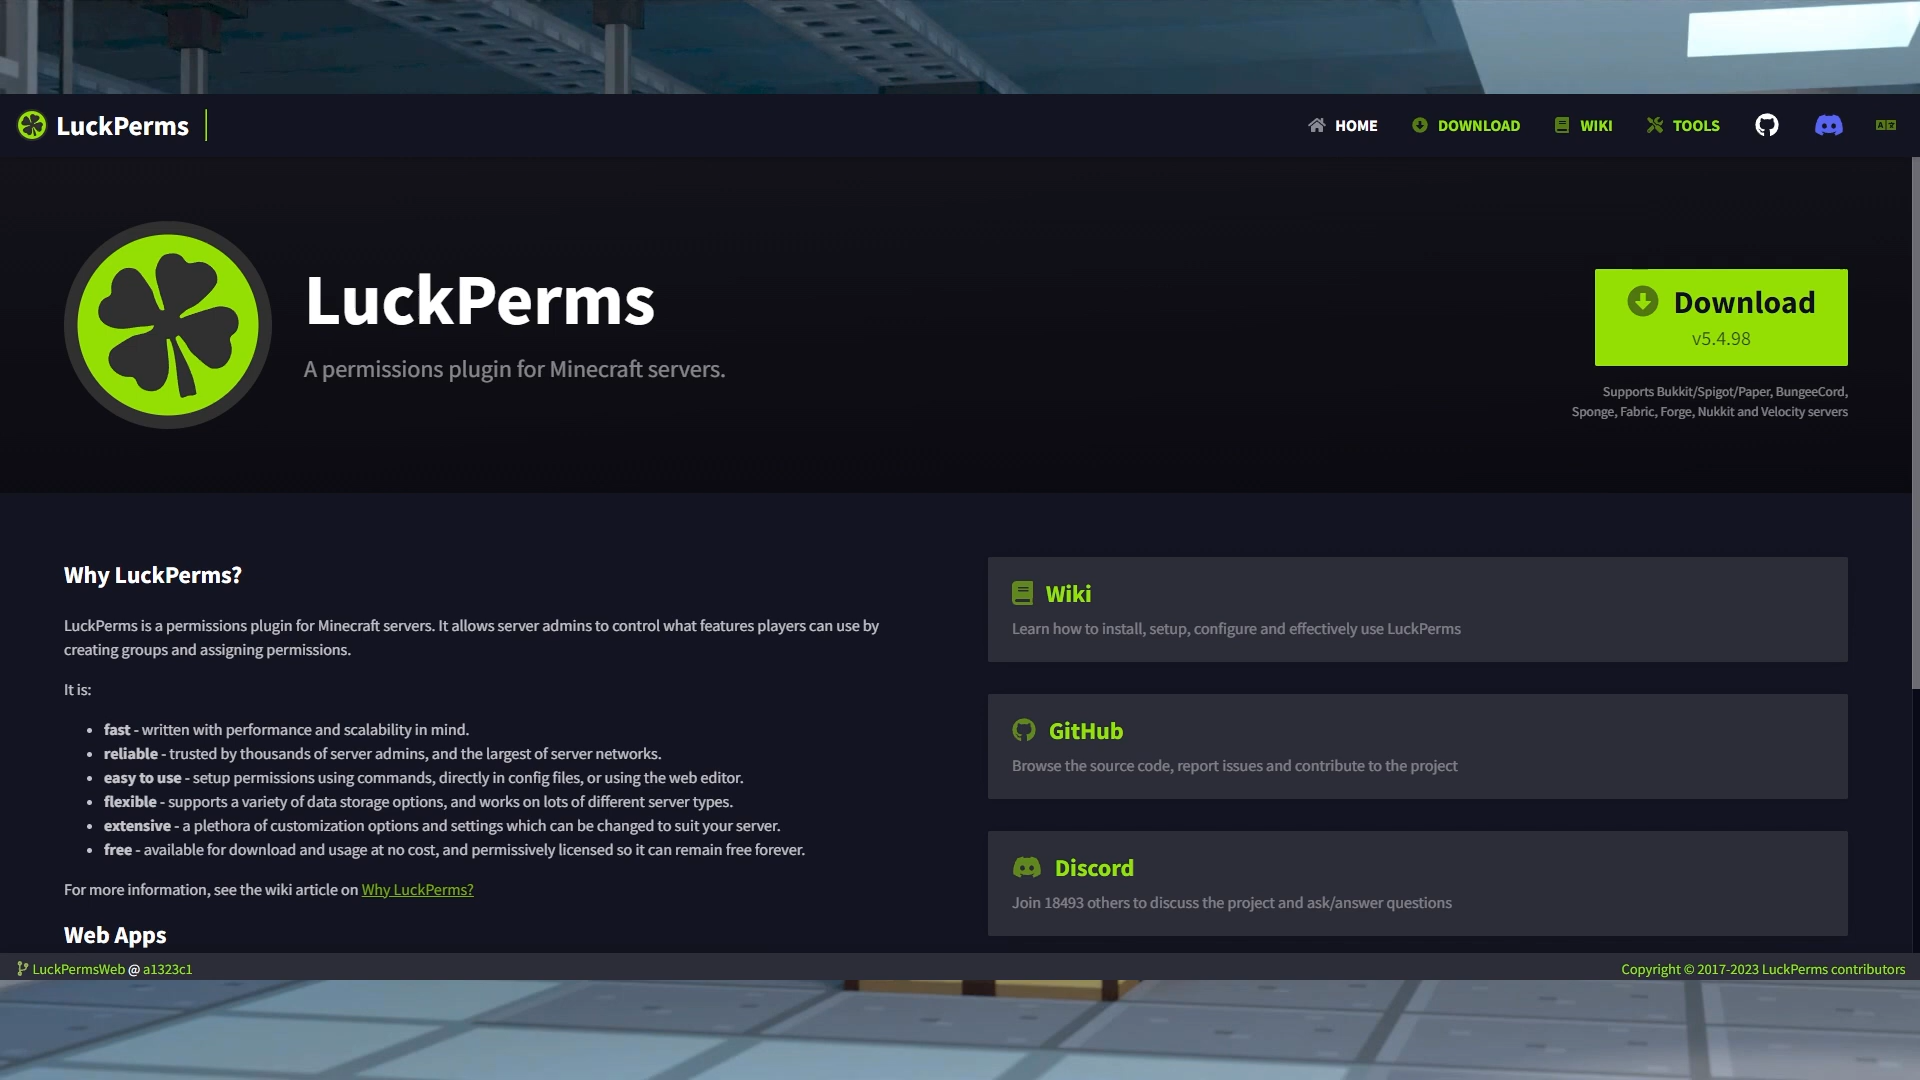 LuckPerms
HOME
DOWNLOAD
WIKI
TOOLS
LuckPerms
A permissions plugin for Minecraft servers.
Download
v5.4.98
Supports Bukkit/Spigot/Paper, BungeeCord,
Sponge, Fabric, Forge, Nukkit and Velocity servers
Why LuckPerms?
LuckPerms is a permissions plugin for Minecraft servers. It allows server admins to control what features players can use by
creating groups and assigning permissions.
It is:
• fast - written with performance and scalability in mind.
• reliable - trusted by thousands of server admins, and the largest of server networks.
• easy to use - setup permissions using commands, directly in config files, or using the web editor.
• flexible - supports a variety of data storage options, and works on lots of different server types.
• extensive - a plethora of customization options and settings which can be changed to suit your server.
• free - available for download and usage at no cost, and permissively licensed so it can remain free forever.
For more information, see the wiki article on Why LuckPerms?
Web Apps
Wiki
Learn how to install, setup, configure and effectively use LuckPerms
GitHub
Browse the source code, report issues and contribute to the project
Discord
Join 18493 others to discuss the project and ask/answer questions
LuckPermsWeb @ a1323c1
Copyright © 2017-2023 LuckPerms contributors